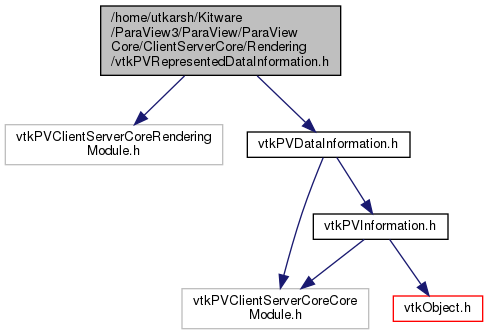 /home/utkarsh/Kitware
/ParaView3/ParaView/ParaView
Core/ClientServerCore/Rendering
/vtkPVRepresentedDataInformation.h
vtkPVClientServerCoreRendering
Module.h
vtkPVDataInformation.h
vtkPVInformation.h
vtkPVClientServerCoreCore
Module.h
vtkObject.h